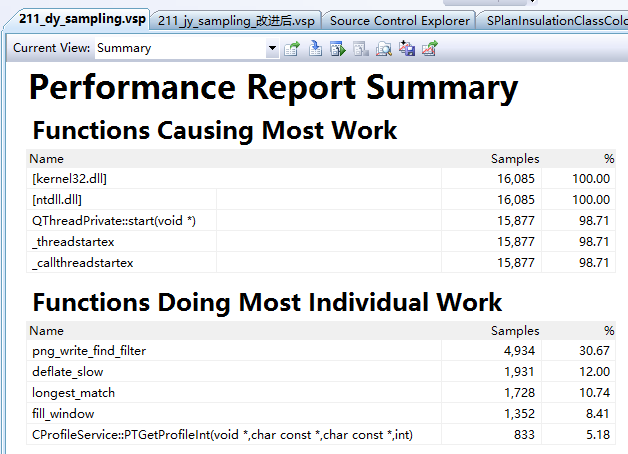 211_dy_sampling.vsp 211_jy_sampling_改进后.vsp Source Control Explorer SPlanInsulationClassColo
Current View: Summary
Performance Report Summary
Functions Causing Most Work
Name Samples %
[kernel32.dll] 16,085 100.00
[ntdll.dll] 16,085 100.00
QThreadPrivate::start(void *) 15,877 98.71
_threadstartex 15,877 98.71
_callthreadstartex 15,877 98.71
Functions Doing Most Individual Work
Name Samples %
png_write_find_filter 4,934 30.67
deflate_slow 1,931 12.00
longest_match 1,728 10.74
fill_window 1,352 8.41
CProfileService::PTGetProfileInt(void *,char const *,char const *,int) 833 5.18